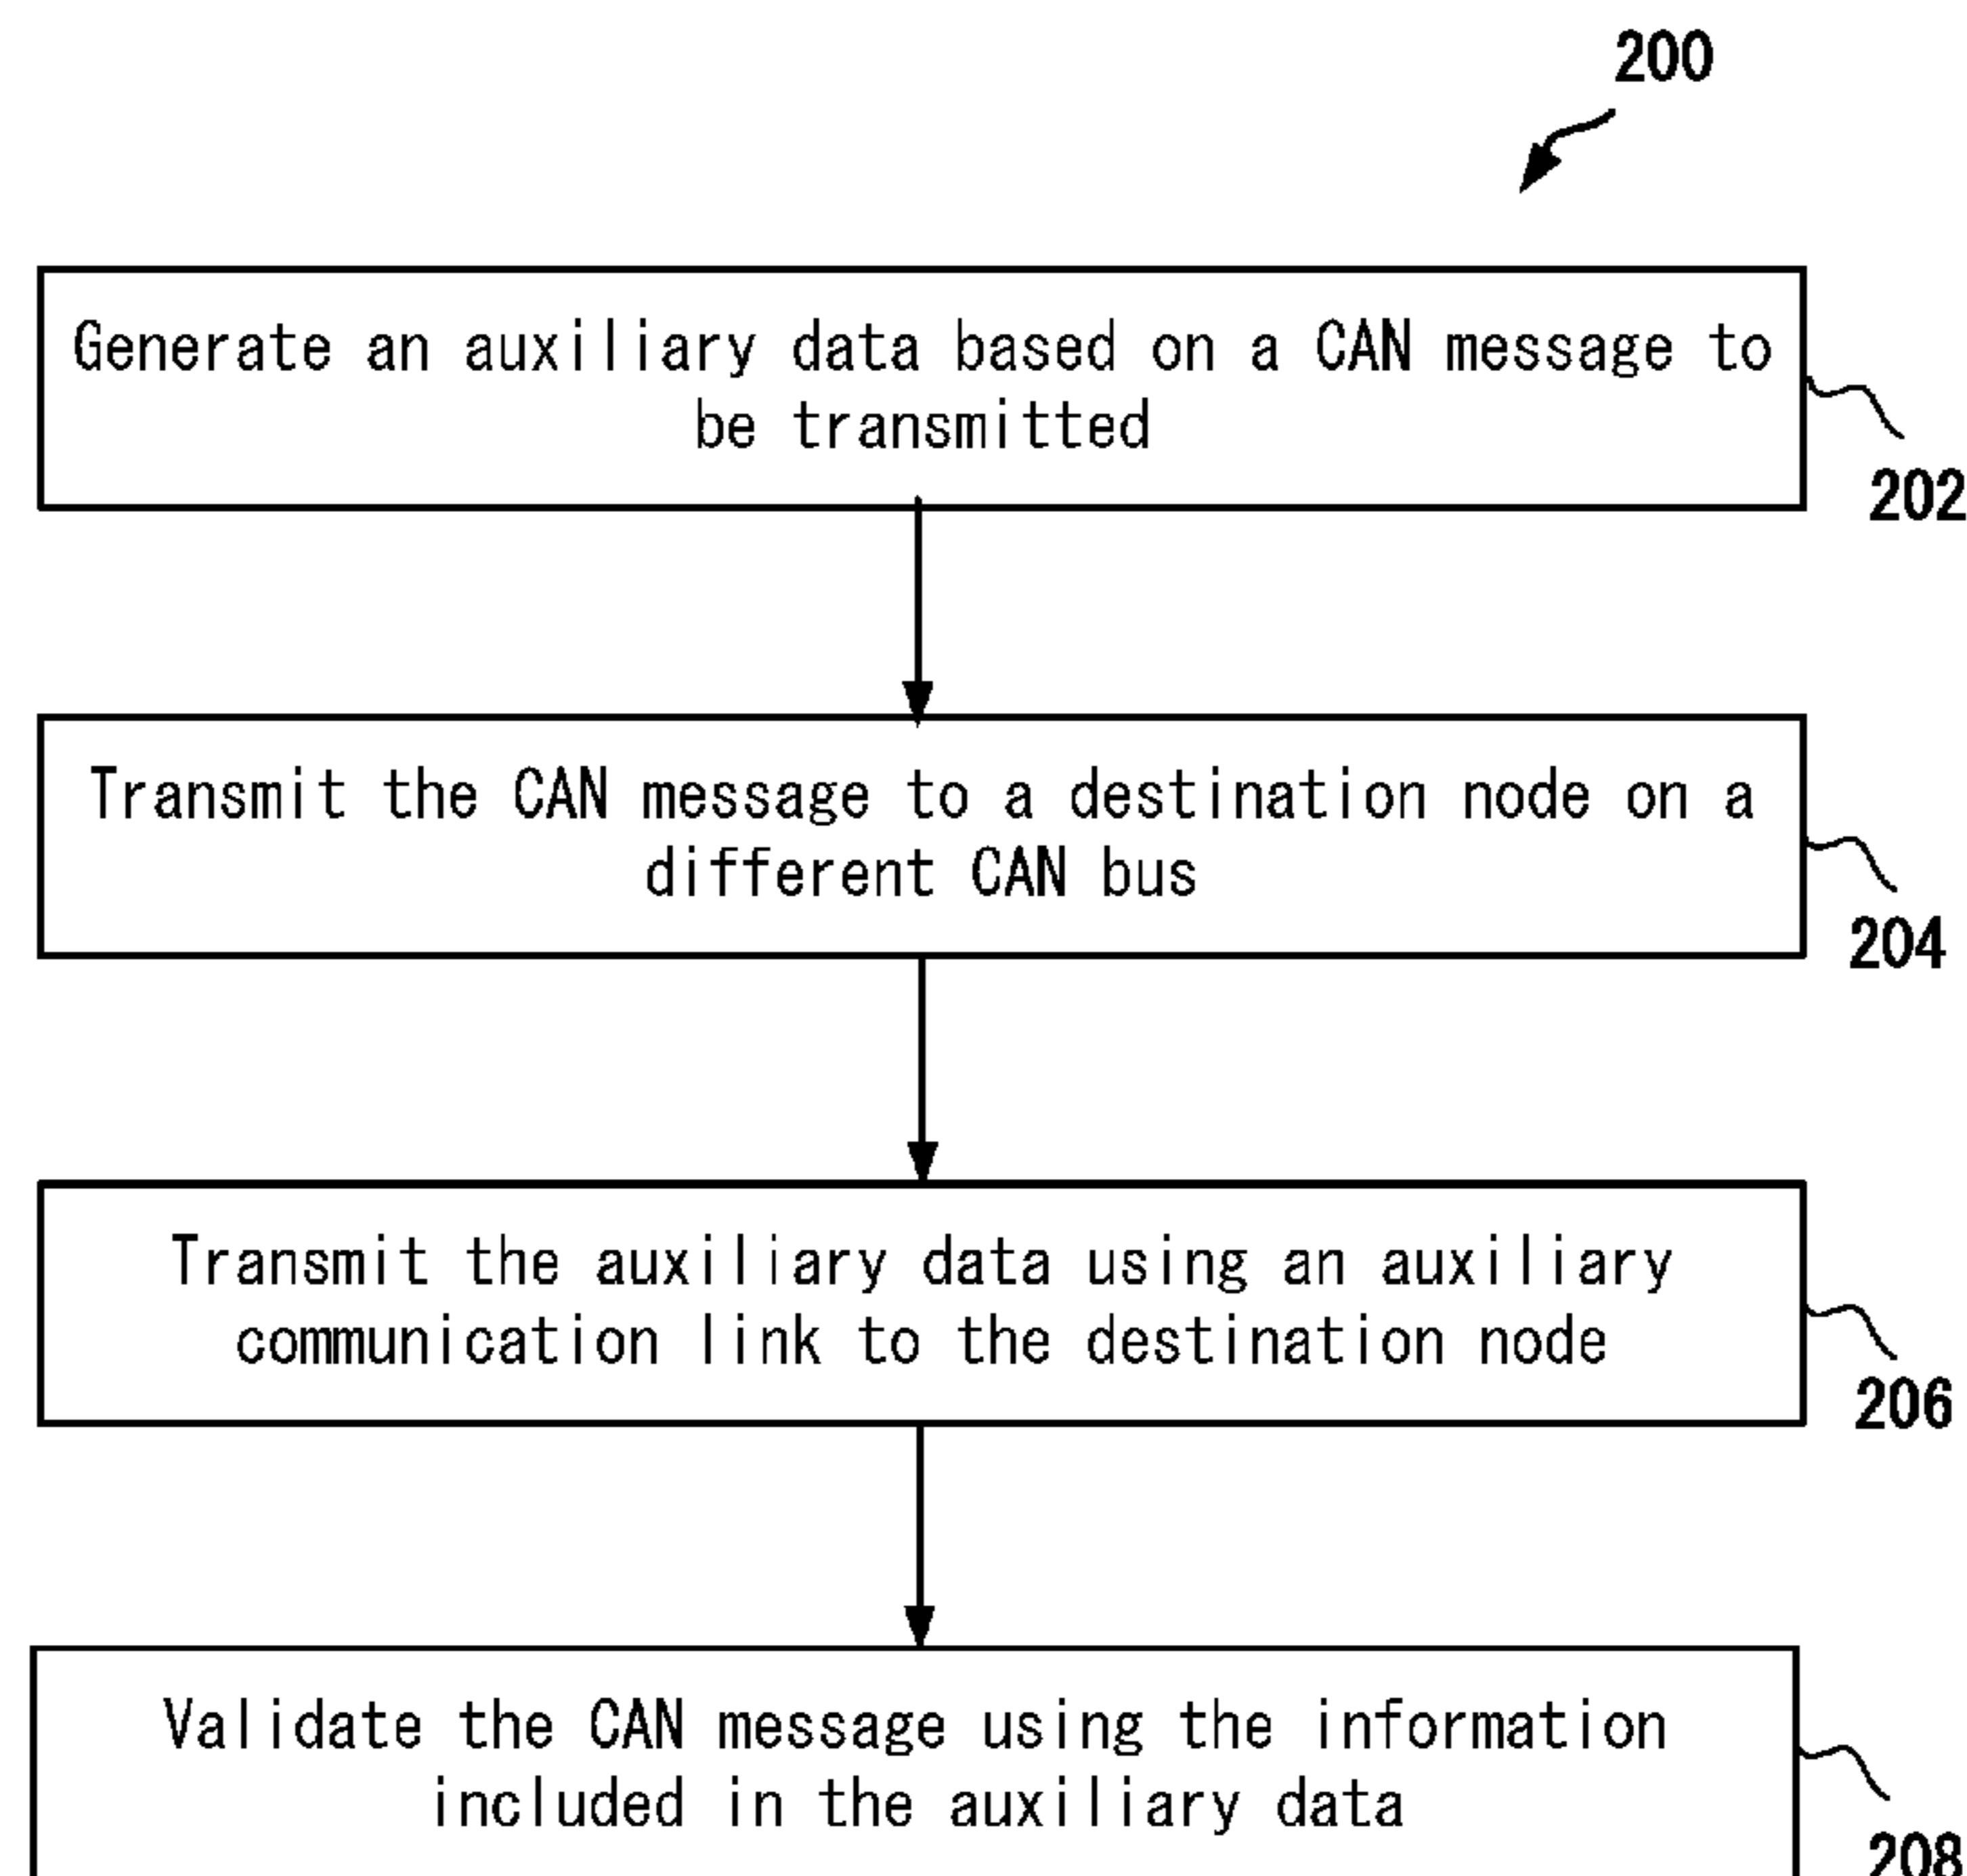 200
Generate an auxiliary data based on a CAN message to
be transmitted
202
Transmit the CAN message to a destination node on a
different CAN bus
204
Transmit the auxiliary data using an auxiliary
communication link to the destination node
206
Validate the CAN message using the information
included in the auxiliary data
208